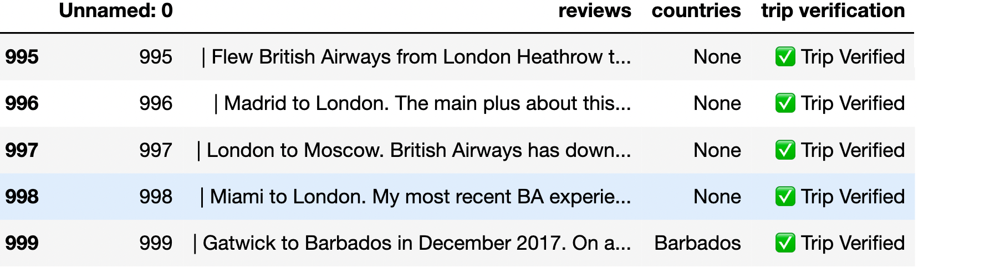 Unnamed: 0 reviews countries trip verification
995 995 | Flew British Airways from London Heathrow t... None ✅ Trip Verified
996 996 | Madrid to London. The main plus about this... None ✅ Trip Verified
997 997 | London to Moscow. British Airways has down... None ✅ Trip Verified
998 998 | Miami to London. My most recent BA experie... None ✅ Trip Verified
999 999 | Gatwick to Barbados in December 2017. On a... Barbados ✅ Trip Verified